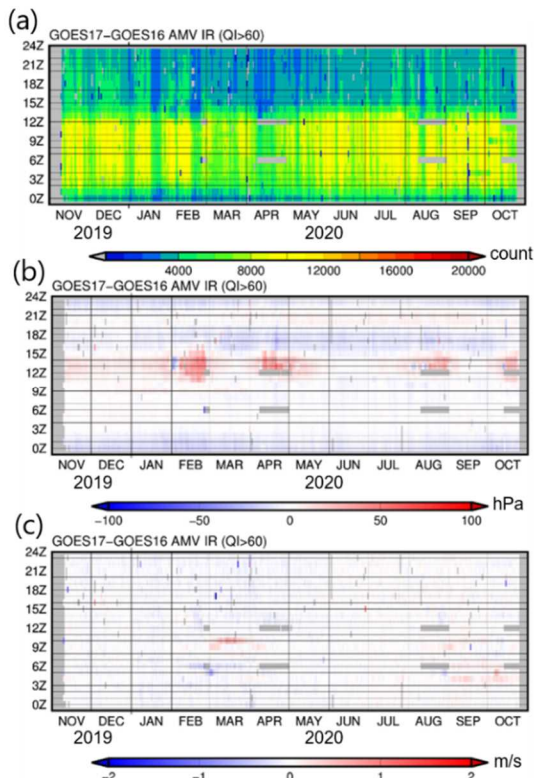 (a)
GOES17-GOES16 AMV IR (QI>60)
24Z
21Z
18Z
15Z
12Z
9Z
6Z
3Z
0Z
NOV DEC JAN FEB MAR APR MAY JUN JUL AUG SEP OCT
2019 2020
4000 8000 12000 16000 20000 count
(b)
GOES17-GOES16 AMV IR (QI>60)
24Z
21Z
18Z
15Z
12Z
9Z
6Z
3Z
0Z
NOV DEC JAN FEB MAR APR MAY JUN JUL AUG SEP OCT
2019 2020
-100 -50 0 50 100 hPa
(c)
GOES17-GOES16 AMV IR (QI>60)
24Z
21Z
18Z
15Z
12Z
9Z
6Z
3Z
0Z
NOV DEC JAN FEB MAR APR MAY JUN JUL AUG SEP OCT
2019 2020
-2 -1 0 1 2 m/s